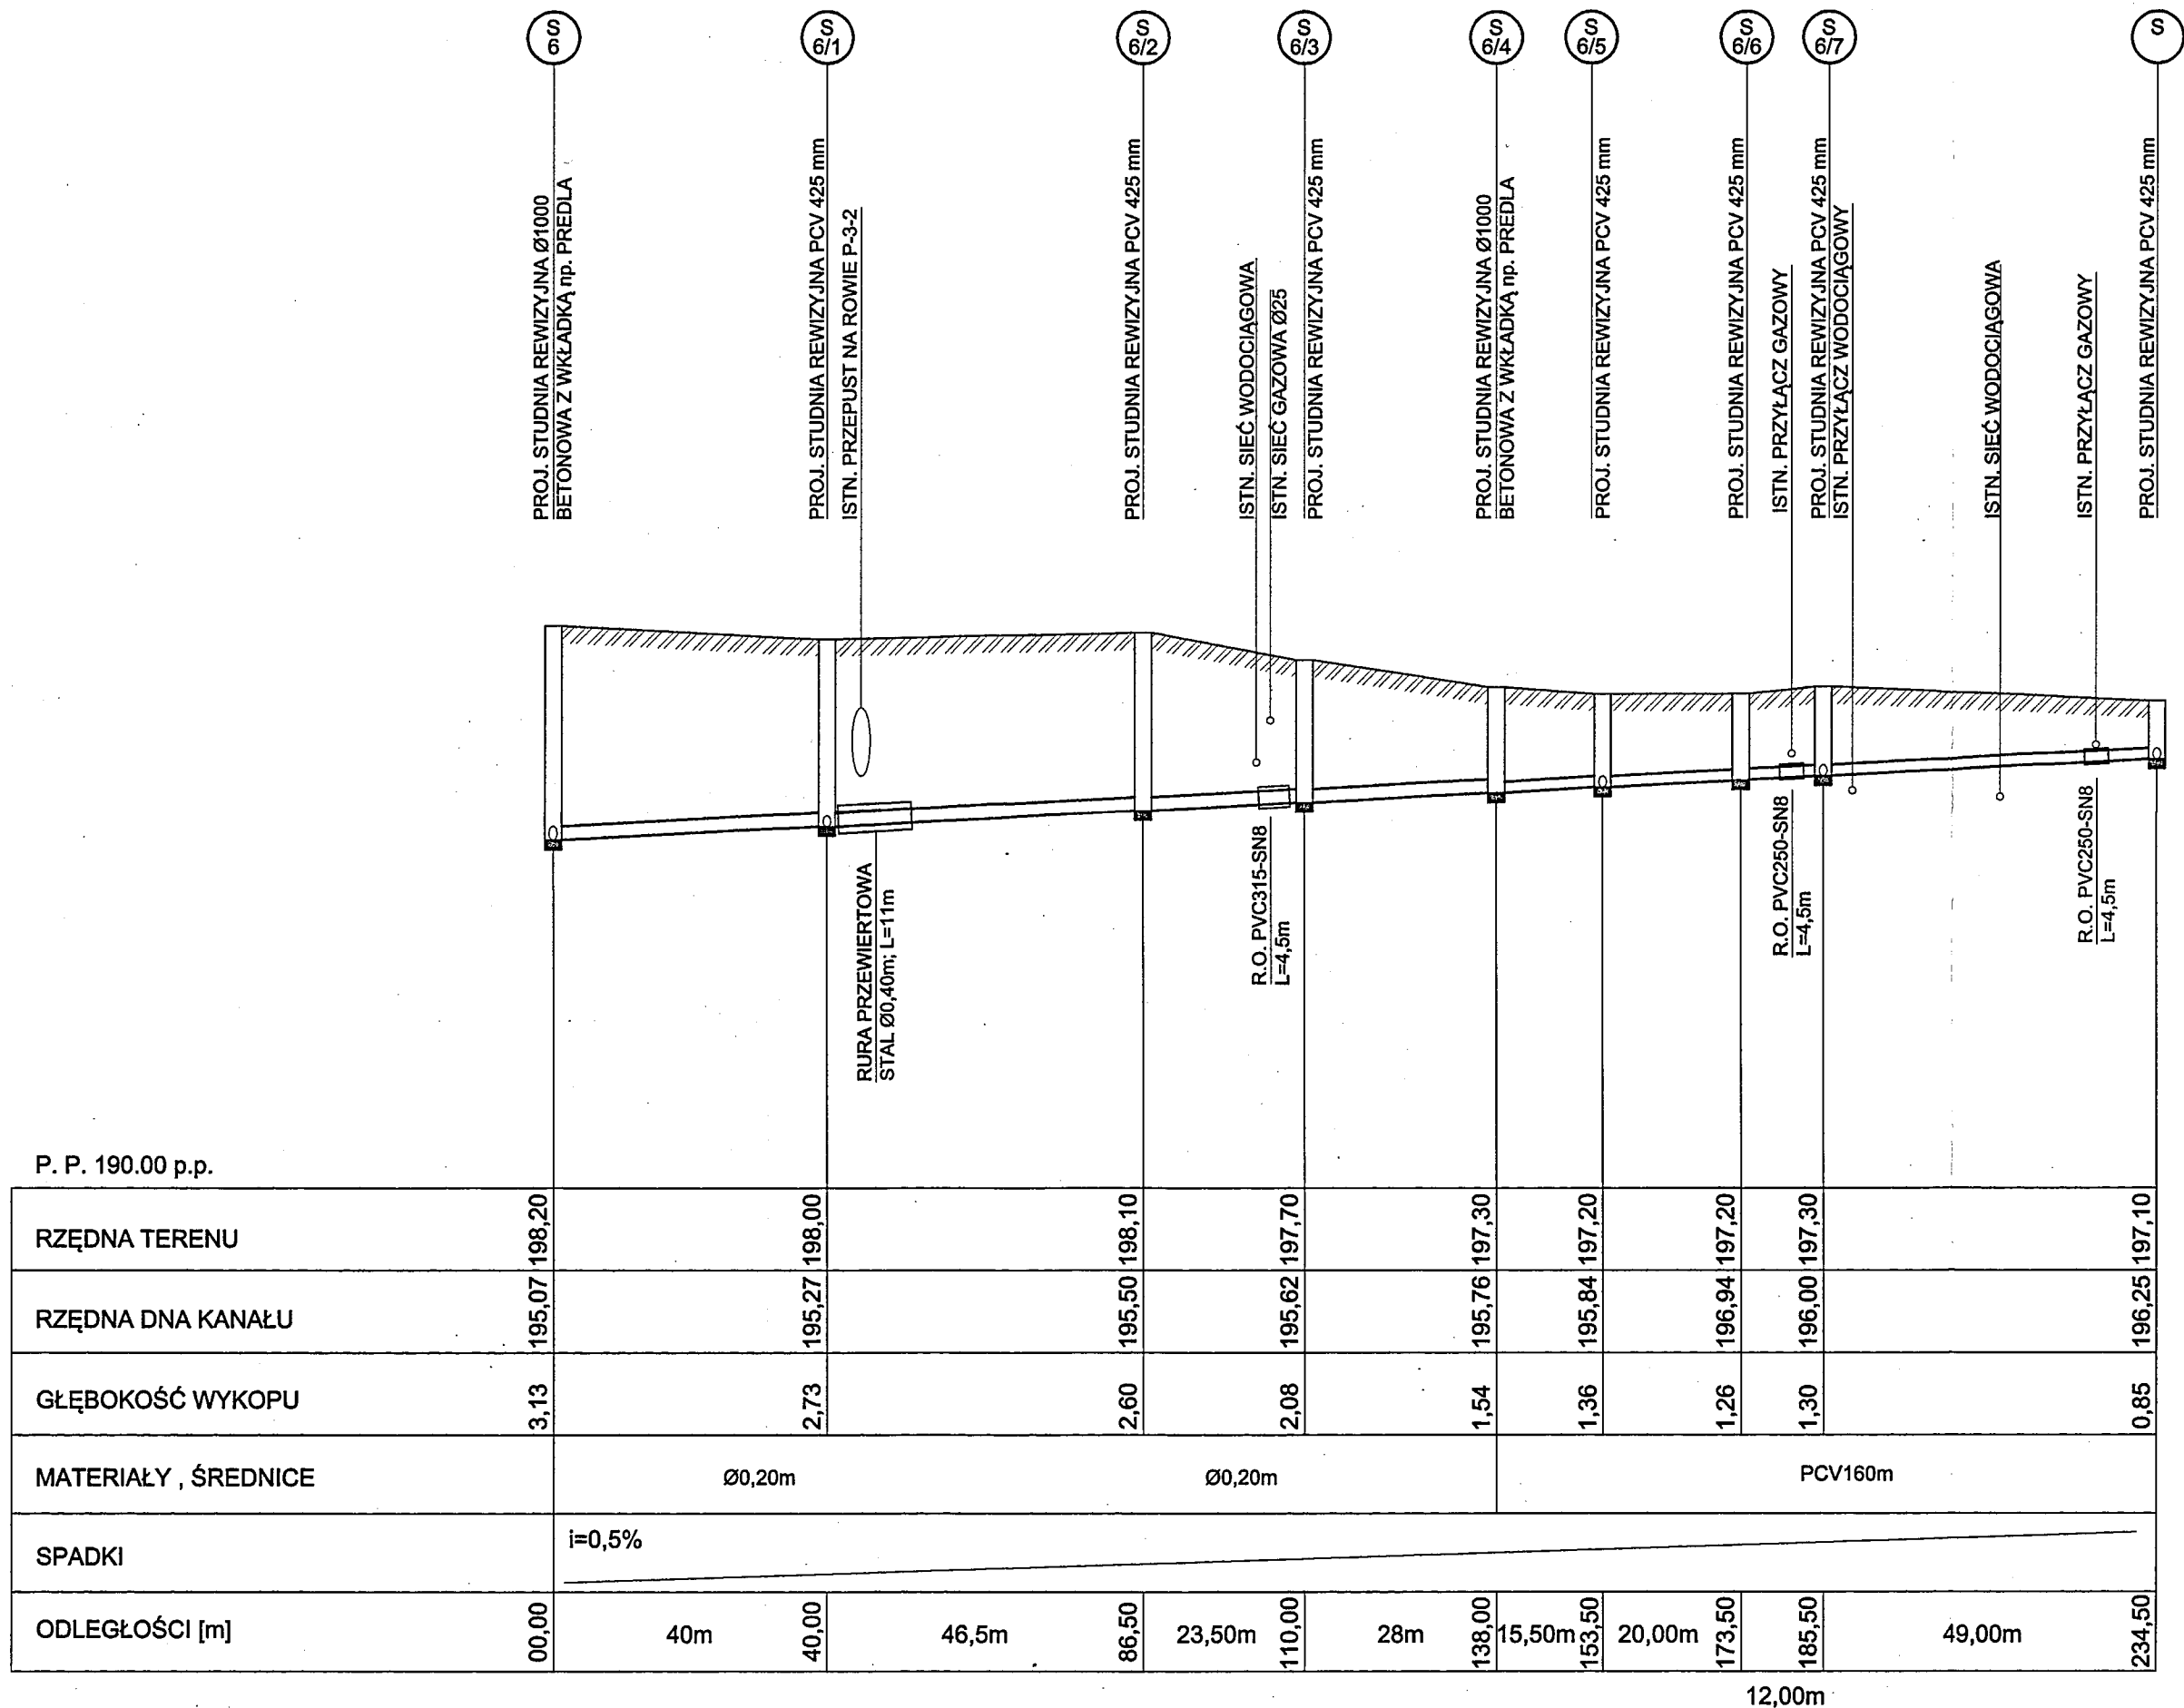 S
6
S
6/1
S
6/2
S
6/3
S
6/4
S
6/5
S
6/6
S
6/7
S
PROJ. STUDNIA REWIZYJNA Ø1000
BETONOWA Z WKŁADKĄ np. PREDLA
PROJ. STUDNIA REWIZYJNA PCV 425 mm
ISTN. PRZEPUST NA ROWIE P-3-2
PROJ. STUDNIA REWIZYJNA PCV 425 mm
ISTN. SIEĆ WODOCIĄGOWA
ISTN. SIEĆ GAZOWA Ø25
PROJ. STUDNIA REWIZYJNA PCV 425 mm
PROJ. STUDNIA REWIZYJNA Ø1000
BETONOWA Z WKŁADKĄ np. PREDLA
PROJ. STUDNIA REWIZYJNA PCV 425 mm
PROJ. STUDNIA REWIZYJNA PCV 425 mm
ISTN. PRZYŁĄCZ GAZOWY
PROJ. STUDNIA REWIZYJNA PCV 425 mm
ISTN. PRZYŁĄCZ WODOCIĄGOWY
ISTN. SIEĆ WODOCIĄGOWA
ISTN. PRZYŁĄCZ GAZOWY
PROJ. STUDNIA REWIZYJNA PCV 425 mm
RURA PRZEWIERTOWA
STAL Ø0,40m; L=11m
R.O. PVC315-SN8
L=4,5m
R.O. PVC250-SN8
L=4,5m
R.O. PVC250-SN8
L=4,5m
P. P. 190.00 p.p.
RZĘDNA TERENU
198,20
198,00
198,10
197,70
197,30
197,20
197,20
197,30
197,10
RZĘDNA DNA KANAŁU
195,07
195,27
195,50
195,62
195,76
195,84
196,94
196,00
196,25
GŁĘBOKOŚĆ WYKOPU
3,13
2,73
2,60
2,08
1,54
1,36
1,26
1,30
0,85
MATERIAŁY , ŚREDNICE
Ø0,20m
Ø0,20m
PCV160m
SPADKI
i=0,5%
ODLEGŁOŚCI [m]
00,00
40m
40,00
46,5m
86,50
23,50m
110,00
28m
138,00
15,50m
153,50
20,00m
173,50
185,50
49,00m
234,50
12,00m